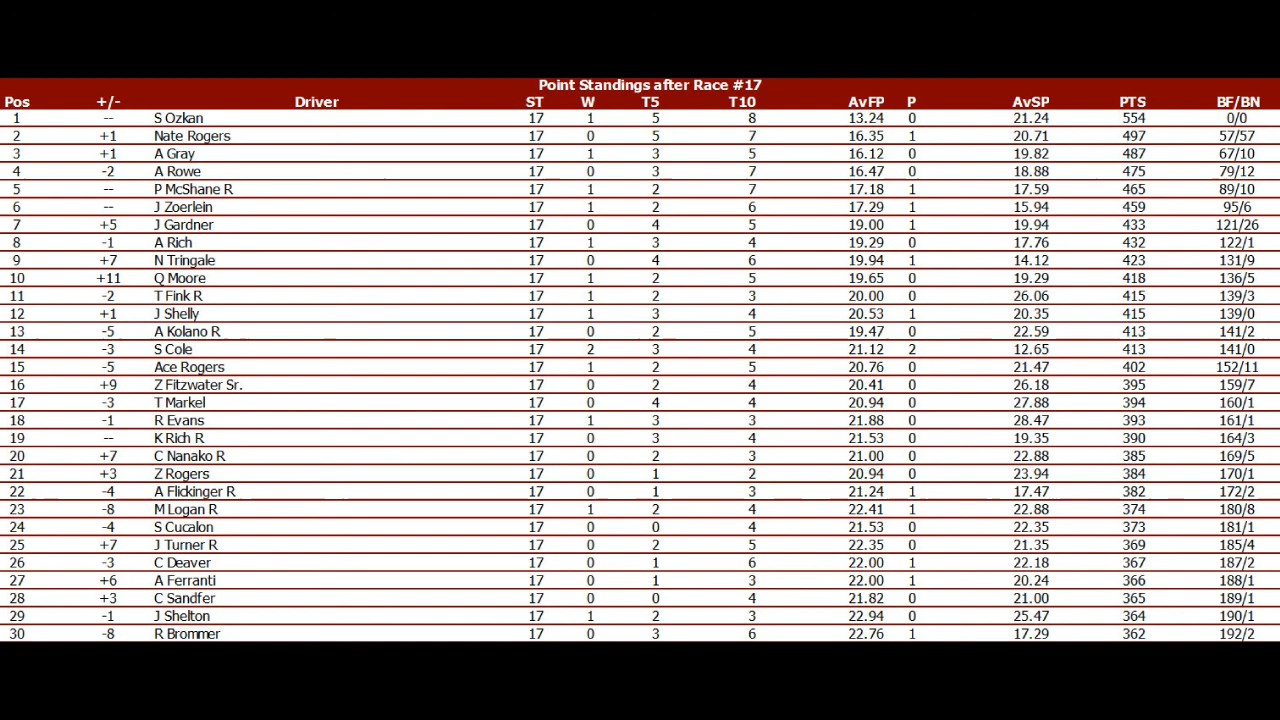 Point Standings after Race #17
Pos +/- Driver ST W T5 T10 AvFP P AvSP PTS BF/BN
1 -- S Ozkan 17 1 5 8 13.24 0 21.24 554 0/0
2 +1 Nate Rogers 17 0 5 7 16.35 1 20.71 497 57/57
3 +1 A Gray 17 1 3 5 16.12 0 19.82 487 67/10
4 -2 A Rowe 17 0 3 7 16.47 0 18.88 475 79/12
5 -- P McShane R 17 1 2 7 17.18 1 17.59 465 89/10
6 -- J Zoerlein 17 1 2 6 17.29 1 15.94 459 95/6
7 +5 J Gardner 17 0 4 5 19.00 1 19.94 433 121/26
8 -1 A Rich 17 1 3 4 19.29 0 17.76 432 122/1
9 +7 N Tringale 17 0 4 6 19.94 1 14.12 423 131/9
10 +11 Q Moore 17 1 2 5 19.65 0 19.29 418 136/5
11 -2 T Fink R 17 1 2 3 20.00 0 26.06 415 139/3
12 +1 J Shelly 17 1 3 4 20.53 1 20.35 415 139/0
13 -5 A Kolano R 17 0 2 5 19.47 0 22.59 413 141/2
14 -3 S Cole 17 2 3 4 21.12 2 12.65 413 141/0
15 -5 Ace Rogers 17 1 2 5 20.76 0 21.47 402 152/11
16 +9 Z Fitzwater Sr. 17 0 2 4 20.41 0 26.18 395 159/7
17 -3 T Markel 17 0 4 4 20.94 0 27.88 394 160/1
18 -1 R Evans 17 1 3 3 21.88 0 28.47 393 161/1
19 -- K Rich R 17 0 3 4 21.53 0 19.35 390 164/3
20 +7 C Nanako R 17 0 2 3 21.00 0 22.88 385 169/5
21 +3 Z Rogers 17 0 1 2 20.94 0 23.94 384 170/1
22 -4 A Flickinger R 17 0 1 3 21.24 1 17.47 382 172/2
23 -8 M Logan R 17 1 2 4 22.41 1 22.88 374 180/8
24 -4 S Cucalon 17 0 0 4 21.53 0 22.35 373 181/1
25 +7 J Turner R 17 0 2 5 22.35 0 21.35 369 185/4
26 -3 C Deaver 17 0 1 6 22.00 1 22.18 367 187/2
27 +6 A Ferranti 17 0 1 3 22.00 1 20.24 366 188/1
28 +3 C Sandfer 17 0 0 4 21.82 0 21.00 365 189/1
29 -1 J Shelton 17 1 2 3 22.94 0 25.47 364 190/1
30 -8 R Brommer 17 0 3 6 22.76 1 17.29 362 192/2